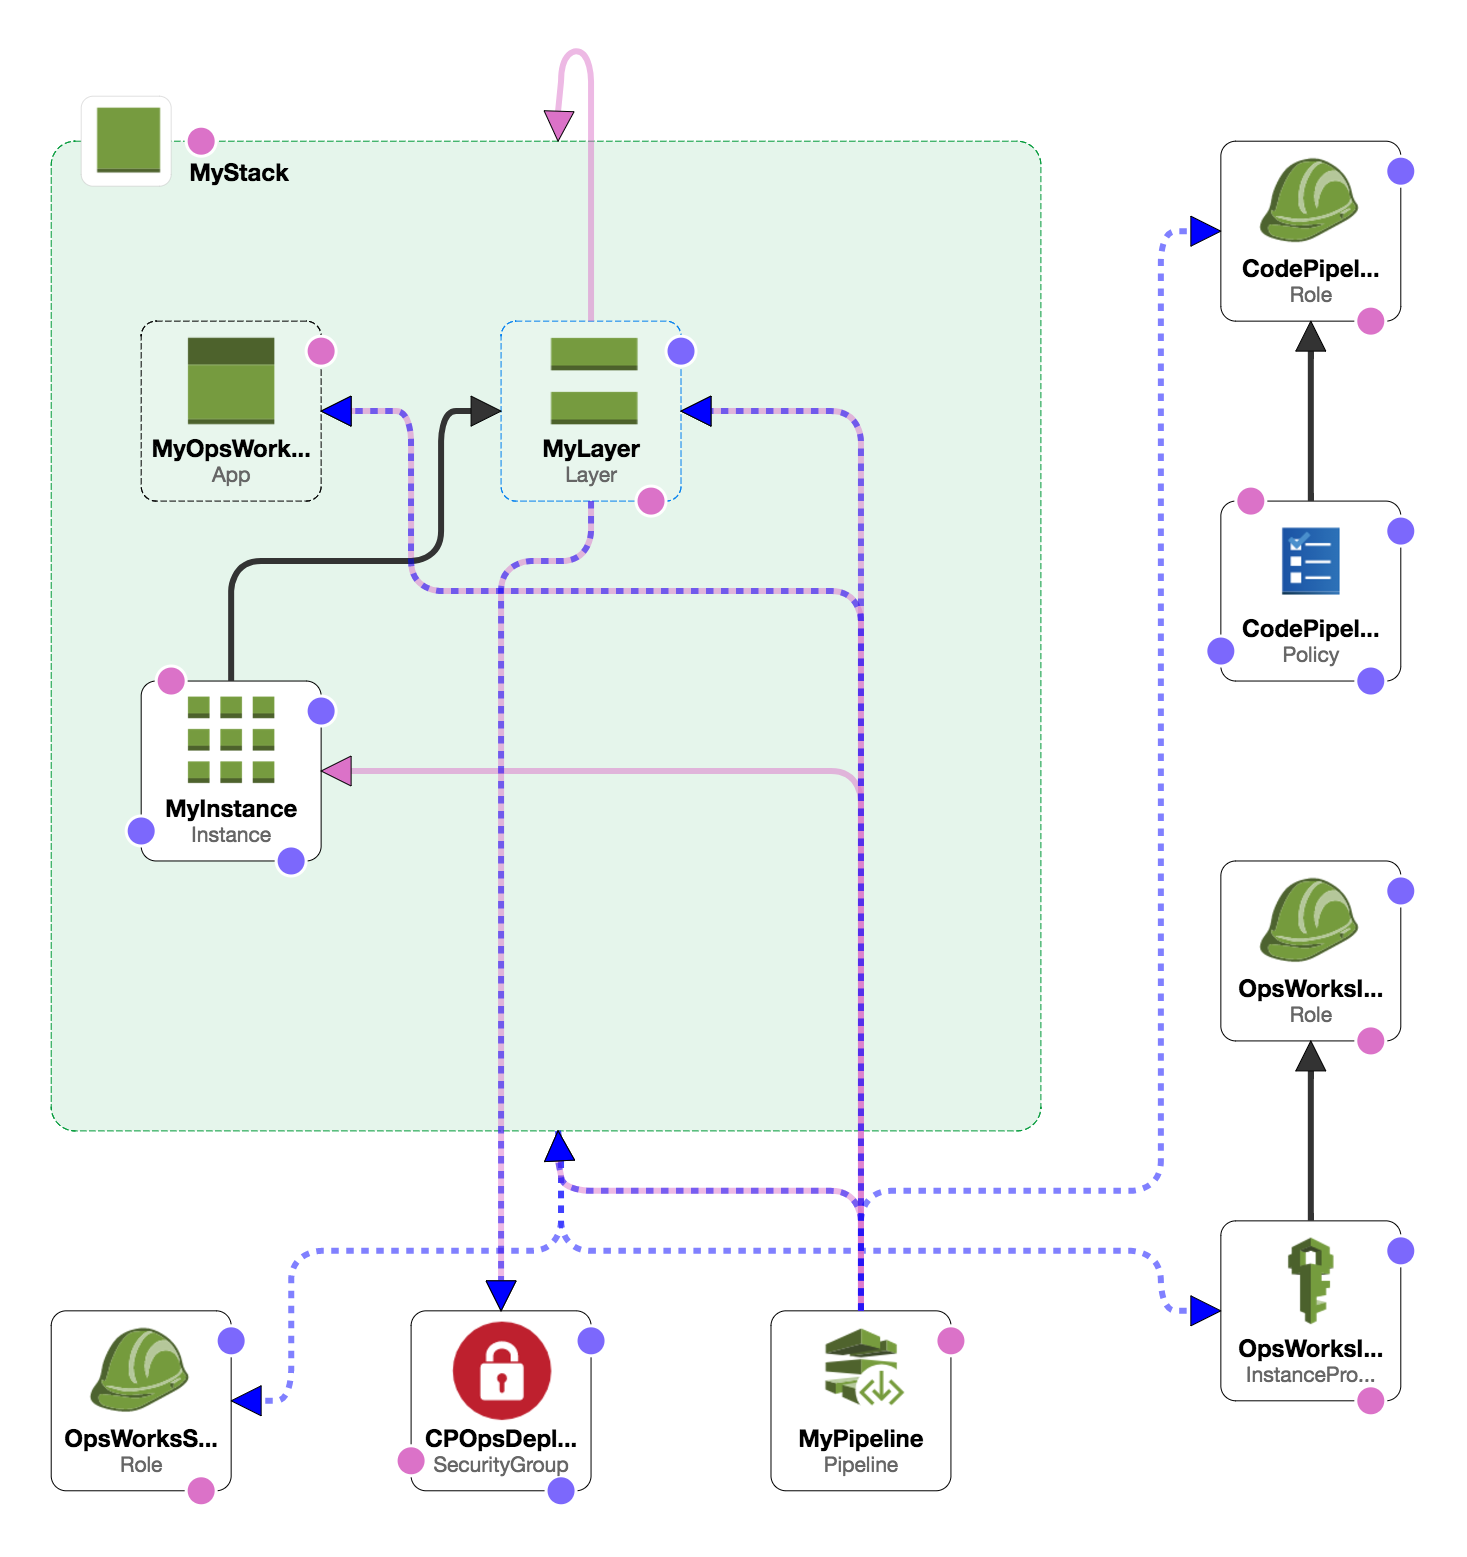 MyStack
CodePipel...
Role
MyOpsWork...
App
MyLayer
Layer
CodePipel...
Policy
MyInstance
Instance
OpsWorksI...
Role
OpsWorksI...
InstancePro...
OpsWorksS...
Role
CPOpsDepl...
SecurityGroup
MyPipeline
Pipeline